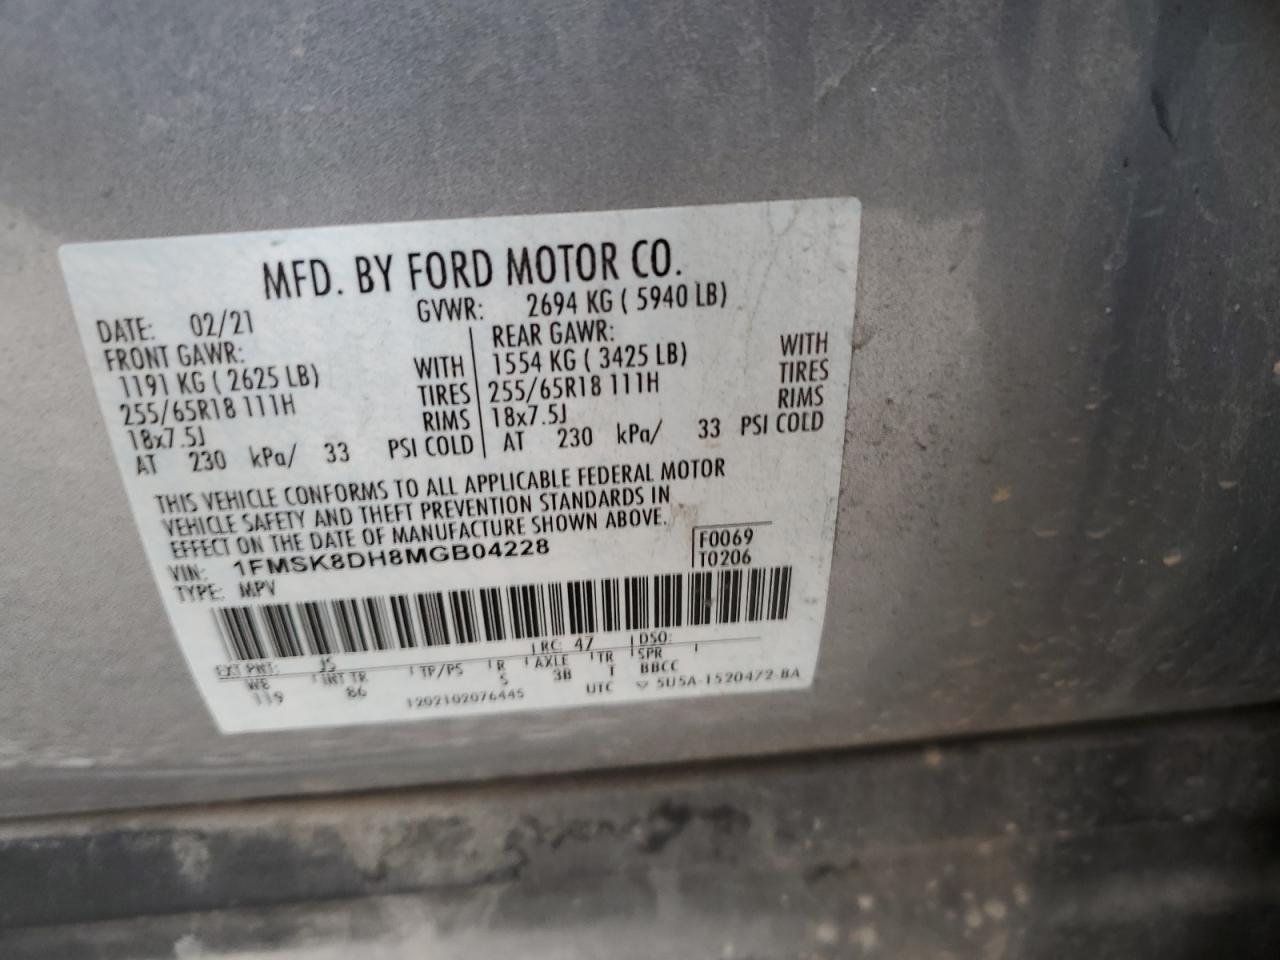 MFD. BY FORD MOTOR CO.
DATE: 02/21 GVWR: 2694 KG ( 5940 LB)
FRONT GAWR: REAR GAWR:
1191 KG ( 2625 LB) WITH 1554 KG ( 3425 LB) WITH
255/65R18 111H TIRES 255/65R18 111H TIRES
18x7.5J RIMS 18x7.5J RIMS
AT 230 kPa/ 33 PSI COLD AT 230 kPa/ 33 PSI COLD
THIS VEHICLE CONFORMS TO ALL APPLICABLE FEDERAL MOTOR
VEHICLE SAFETY AND THEFT PREVENTION STANDARDS IN
EFFECT ON THE DATE OF MANUFACTURE SHOWN ABOVE.
VIN: 1FMSK8DH8MGB04228 F0069
TYPE: MPV T0206
EXT PNT: JS RC: 47 DSO:
WB INT TR TP/PS R AXLE TR SPR
119 86 S 3B T BBCC
1202102076445 UTC ▽ 5U5A-1520472-BA